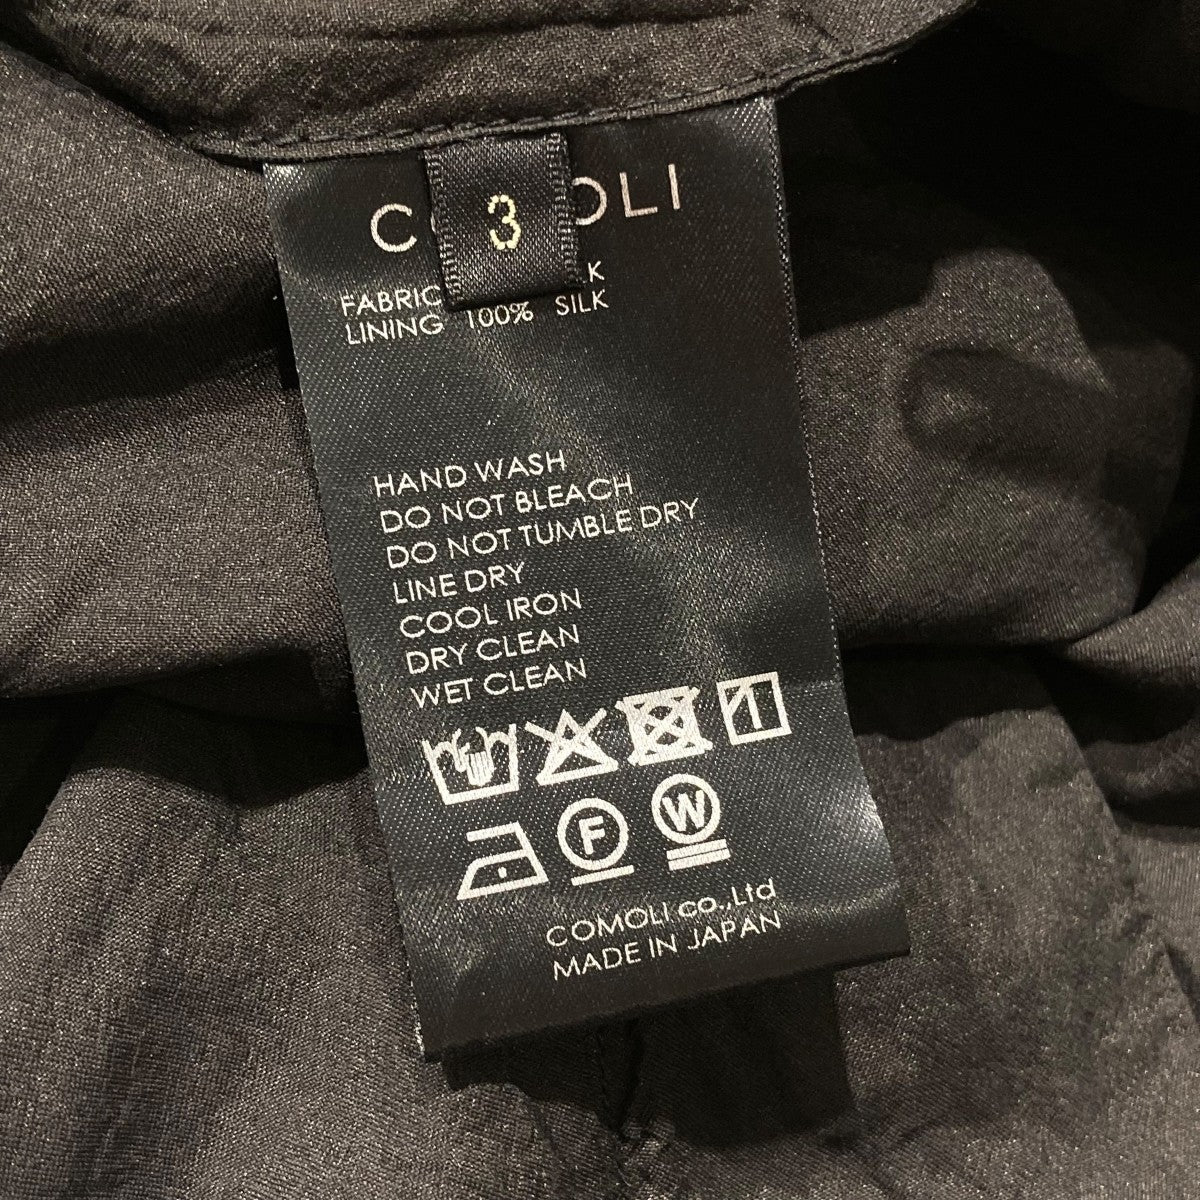 3
OLI
FABRIC
LINING 100% SILK
HAND WASH
DO NOT BLEACH
DO NOT TUMBLE DRY
LINE DRY
COOL IRON
DRY CLEAN
WET CLEAN
1
F W
COMOLI co.,Ltd
MADE IN JAPAN